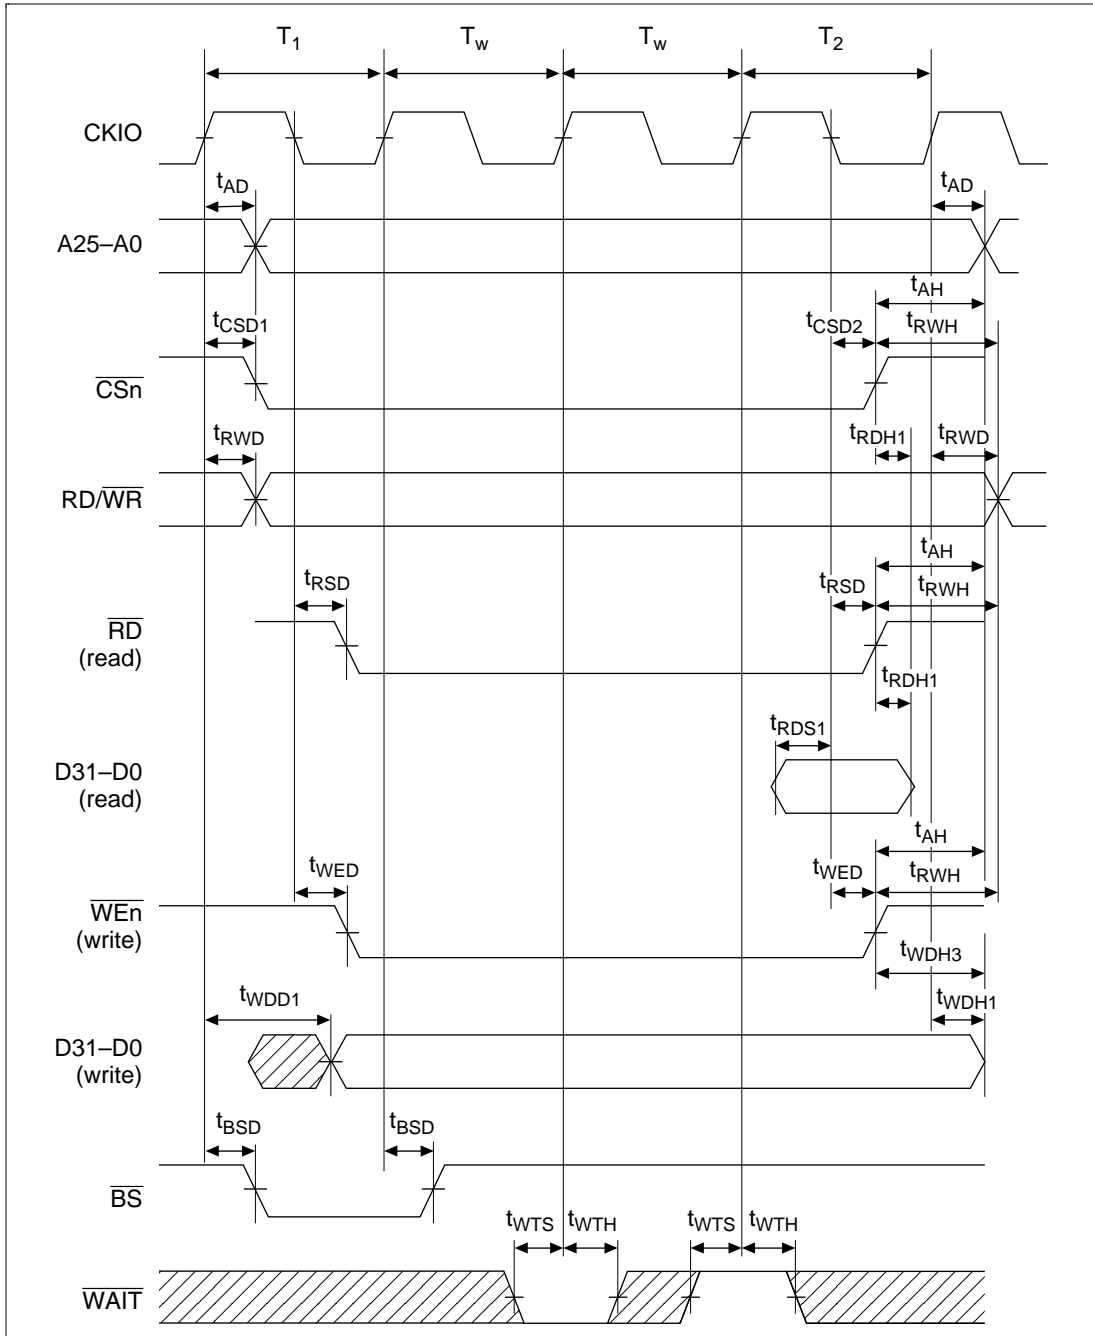 T1 Tw Tw T2
CKIO
tAD tAD
A25–A0
tAH
tCSD1 tCSD2 tRWH
CSn
tRWD tRDH1 tRWD
RD/WR
tAH
tRSD tRSD tRWH
RD
(read)
tRDH1
tRDS1
D31–D0
(read)
tAH
tWED tWED tRWH
WEn
(write)
tWDH3
tWDD1 tWDH1
D31–D0
(write)
tBSD tBSD
BS
tWTS tWTH tWTS tWTH
WAIT